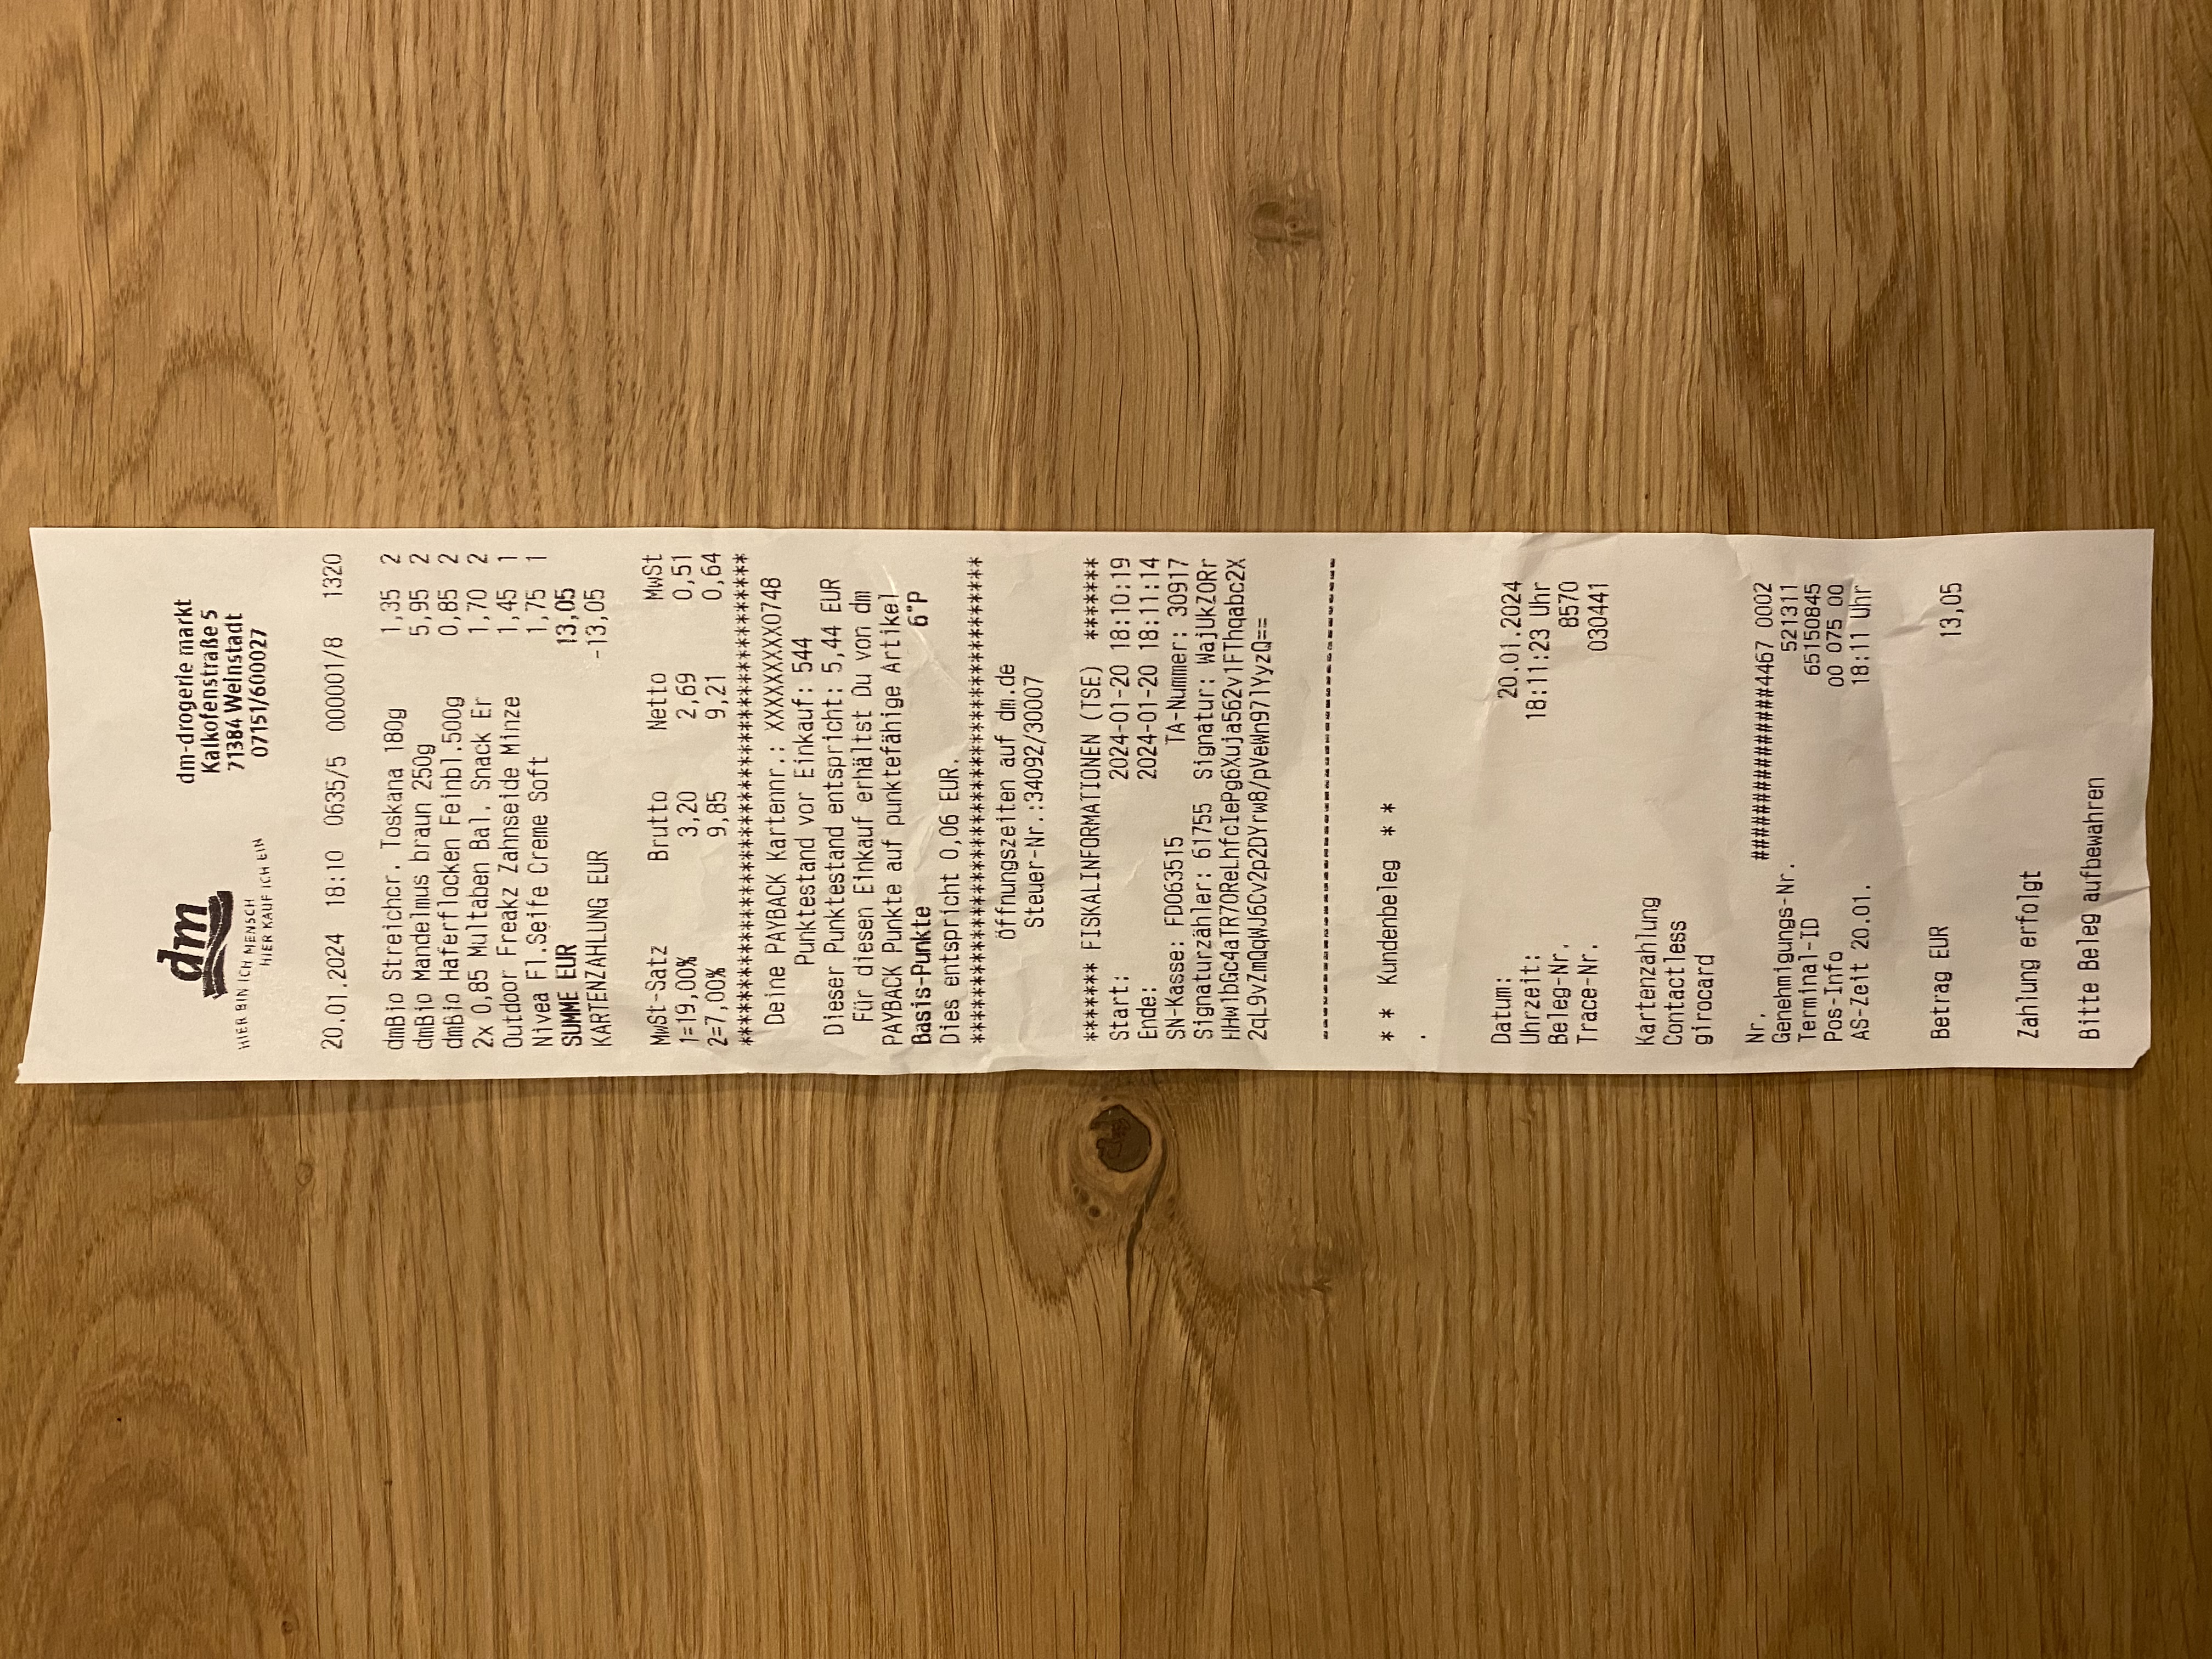 dm
HIER BIN ICH MENSCH
HIER KAUF ICH EIN
dm-drogerie markt
Kalkofenstraße 5
71384 Weinstadt
07151/600027
20.01.2024 18:10 0635/5 000001/8 1320
dmBio Streichcr. Toskana 180g 1,35 2
dmBio Mandelmus braun 250g 5,95 2
dmBio Haferflocken Feinbl.500g 0,85 2
2x 0,85 Multaben Bal. Snack Er 1,70 2
Outdoor Freakz Zahnseide Minze 1,45 1
Nivea Fl.Seife Creme Soft 1,75 1
SUMME EUR 13,05
KARTENZAHLUNG EUR -13,05
MwSt-Satz Brutto Netto MwSt
1=19,00% 3,20 2,69 0,51
2=7,00% 9,85 9,21 0,64
******************************************
Deine PAYBACK Kartennr.: XXXXXXXXX0748
Punktestand vor Einkauf: 544
Dieser Punktestand entspricht: 5,44 EUR
Für diesen Einkauf erhältst Du von dm
PAYBACK Punkte auf punktefähige Artikel
Basis-Punkte 6°P
Dies entspricht 0,06 EUR.
******************************************
Öffnungszeiten auf dm.de
Steuer-Nr.:34092/30007
******* FISKALINFORMATIONEN (TSE) *******
Start: 2024-01-20 18:10:19
Ende: 2024-01-20 18:11:14
SN-Kasse: FD063515 TA-Nummer: 30917
Signaturzähler: 61755 Signatur: WajUkZORr
HHw1bGc4aTR7OReLhfcIePg6Xuja562v1FThqabc2X
2qL9vZmQqWJ6Cv2p2DYrw8/pVeWn97lYyzQ==
------------------------------------------
* * Kundenbeleg * *
.
Datum: 20.01.2024
Uhrzeit: 18:11:23 Uhr
Beleg-Nr. 8570
Trace-Nr. 030441
Kartenzahlung
Contactless
girocard
Nr. ###############4467 0002
Genehmigungs-Nr. 521311
Terminal-ID 65150845
Pos-Info 00 075 00
AS-Zeit 20.01. 18:11 Uhr
Betrag EUR 13,05
Zahlung erfolgt
Bitte Beleg aufbewahren